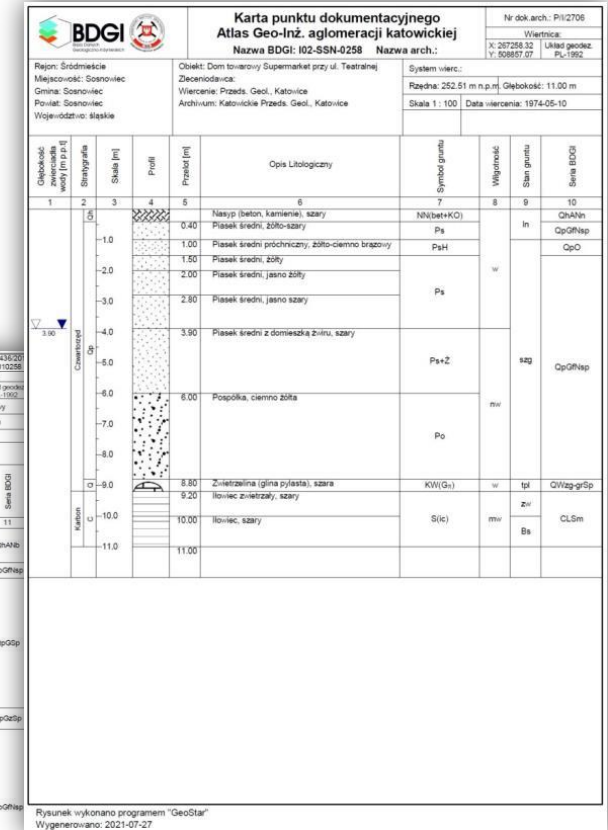 BDGI
Baza Danych
Geologiczno-Inżynierskich
Karta punktu dokumentacyjnego
Atlas Geo-Inż. aglomeracji katowickiej
Nazwa BDGI: I02-SSN-0258 Nazwa arch.:
Nr dok.arch.: P/I/2706
Wiertnica:
X: 267258.32
Y: 508857.07
Układ geodez.
PL-1992
Rejon: Śródmieście
Miejscowość: Sosnowiec
Gmina: Sosnowiec
Powiat: Sosnowiec
Województwo: śląskie
Obiekt: Dom towarowy Supermarket przy ul. Teatralnej
Zleceniodawca:
Wiercenie: Przeds. Geol., Katowice
Archiwum: Katowickie Przeds. Geol., Katowice
System wierc.:
Rzędna: 252.51 m n.p.m. Głębokość: 11.00 m
Skala 1 : 100 Data wiercenia: 1974-05-10
Głębokość zwierciadła wody [m p.p.t]
Stratygrafia
Skala [m]
Profil
Przelot [m]
Opis Litologiczny
Symbol gruntu
Wilgotność
Stan gruntu
Seria BDGI
1 2 3 4 5 6 7 8 9 10
Qh Nasyp (beton, kamienie), szary NN(bet+KO) QhANn
0.40 Piasek średni, żółto-szary Ps ln QpGfNsp
-1.0 1.00 Piasek średni próchniczny, żółto-ciemno brązowy PsH QpO
1.50 Piasek średni, żółty
-2.0 2.00 Piasek średni, jasno żółty w
Ps
-3.0 2.80 Piasek średni, jasno szary
3.90 -4.0 3.90 Piasek średni z domieszką żwiru, szary
Czwartorzęd Qp
-5.0 Ps+Ż szg QpGfNsp
-6.0 6.00 Pospółka, ciemno żółta nw
-7.0 Po
-8.0
Q -9.0 8.80 Zwietrzelina (glina pylasta), szara KW(Gπ) w tpl QWzg-grSp
9.20 Iłowiec zwietrzały, szary zw
Karbon C -10.0 10.00 Iłowiec, szary S(ic) mw Bs CLSm
-11.0 11.00
Rysunek wykonano programem "GeoStar"
Wygenerowano: 2021-07-27
Seria BDGI
11